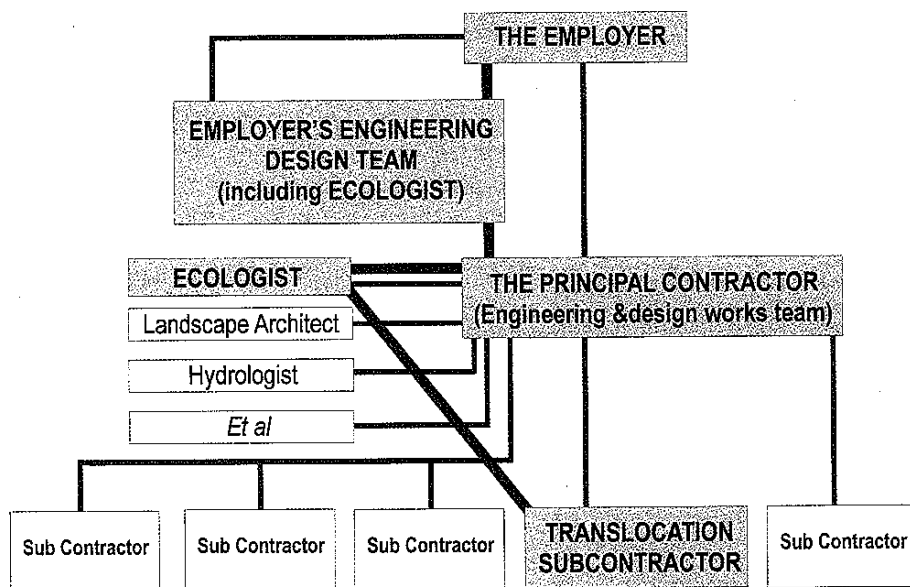 THE EMPLOYER
EMPLOYER'S ENGINEERING
DESIGN TEAM
(including ECOLOGIST)
ECOLOGIST
THE PRINCIPAL CONTRACTOR
(Engineering &design works team)
Landscape Architect
Hydrologist
Et al
Sub Contractor
Sub Contractor
Sub Contractor
TRANSLOCATION
SUBCONTRACTOR
Sub Contractor